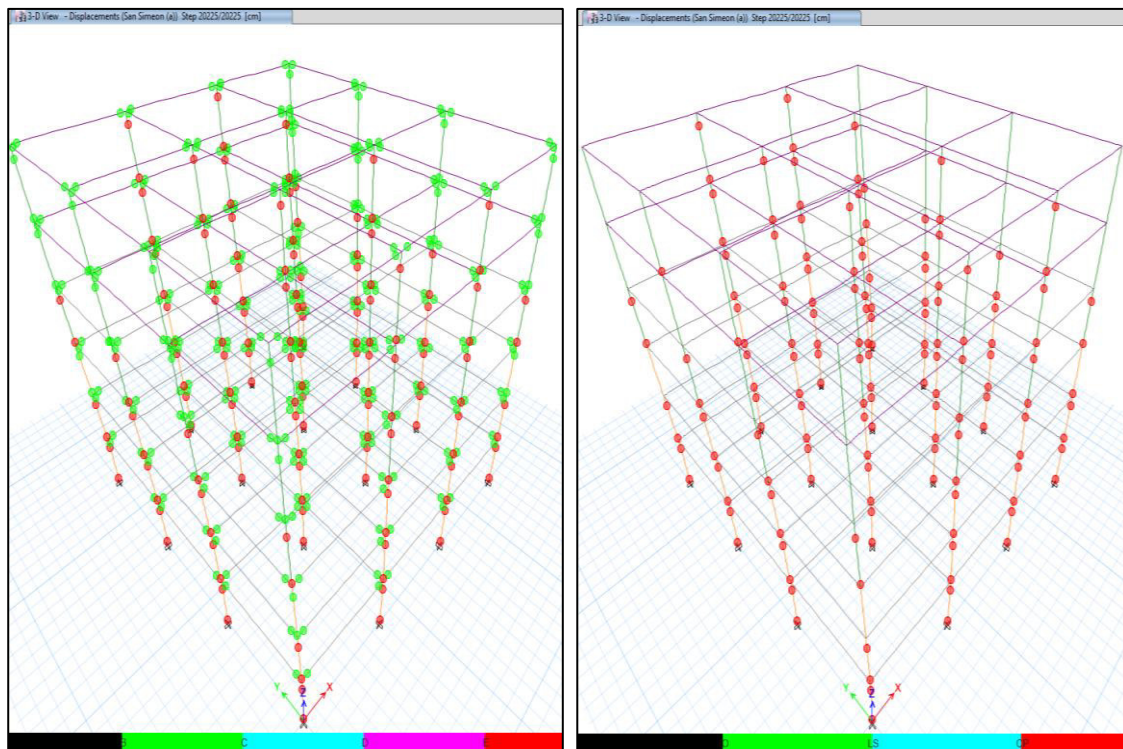 3-D View - Displacements (San Simeon (a)) Step 20225/20225 [cm]
Y Z X
B C D E
3-D View - Displacements (San Simeon (a)) Step 20225/20225 [cm]
Y Z X
LS CP